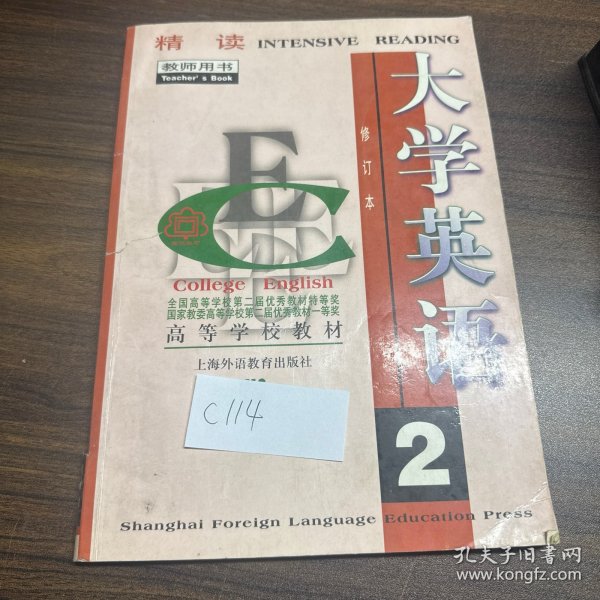 精 读 INTENSIVE READING
教师用书
Teacher's Book
大学英语
修订本
E
C
College English
全国高等学校第二届优秀教材特等奖
国家教委高等学校第二届优秀教材一等奖
高等学校教材
上海外语教育出版社
C114
2
Shanghai Foreign Language Education Press
孔夫子旧书网
www.kongfz.com